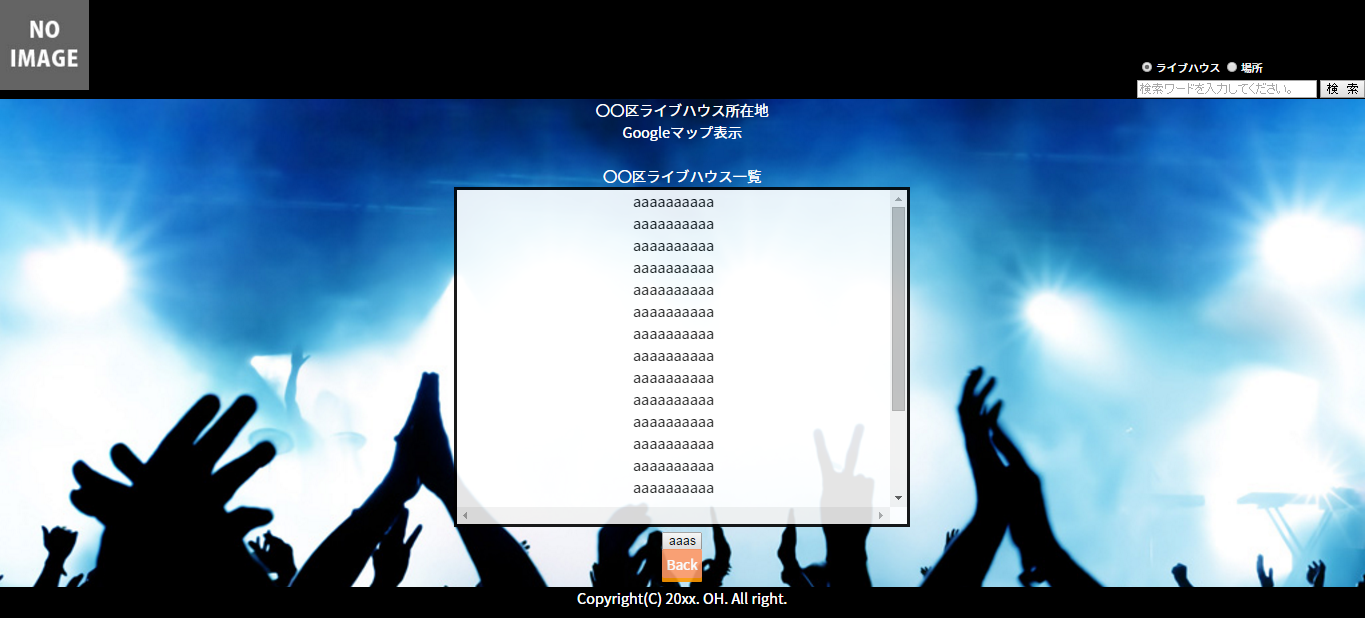 NO
IMAGE
ライブハウス 場所
検索ワードを入力してください。 検 索
〇〇区ライブハウス所在地
Googleマップ表示
〇〇区ライブハウス一覧
aaaaaaaaaa
aaaaaaaaaa
aaaaaaaaaa
aaaaaaaaaa
aaaaaaaaaa
aaaaaaaaaa
aaaaaaaaaa
aaaaaaaaaa
aaaaaaaaaa
aaaaaaaaaa
aaaaaaaaaa
aaaaaaaaaa
aaaaaaaaaa
aaaaaaaaaa
aaas
Back
Copyright(C) 20xx. OH. All right.